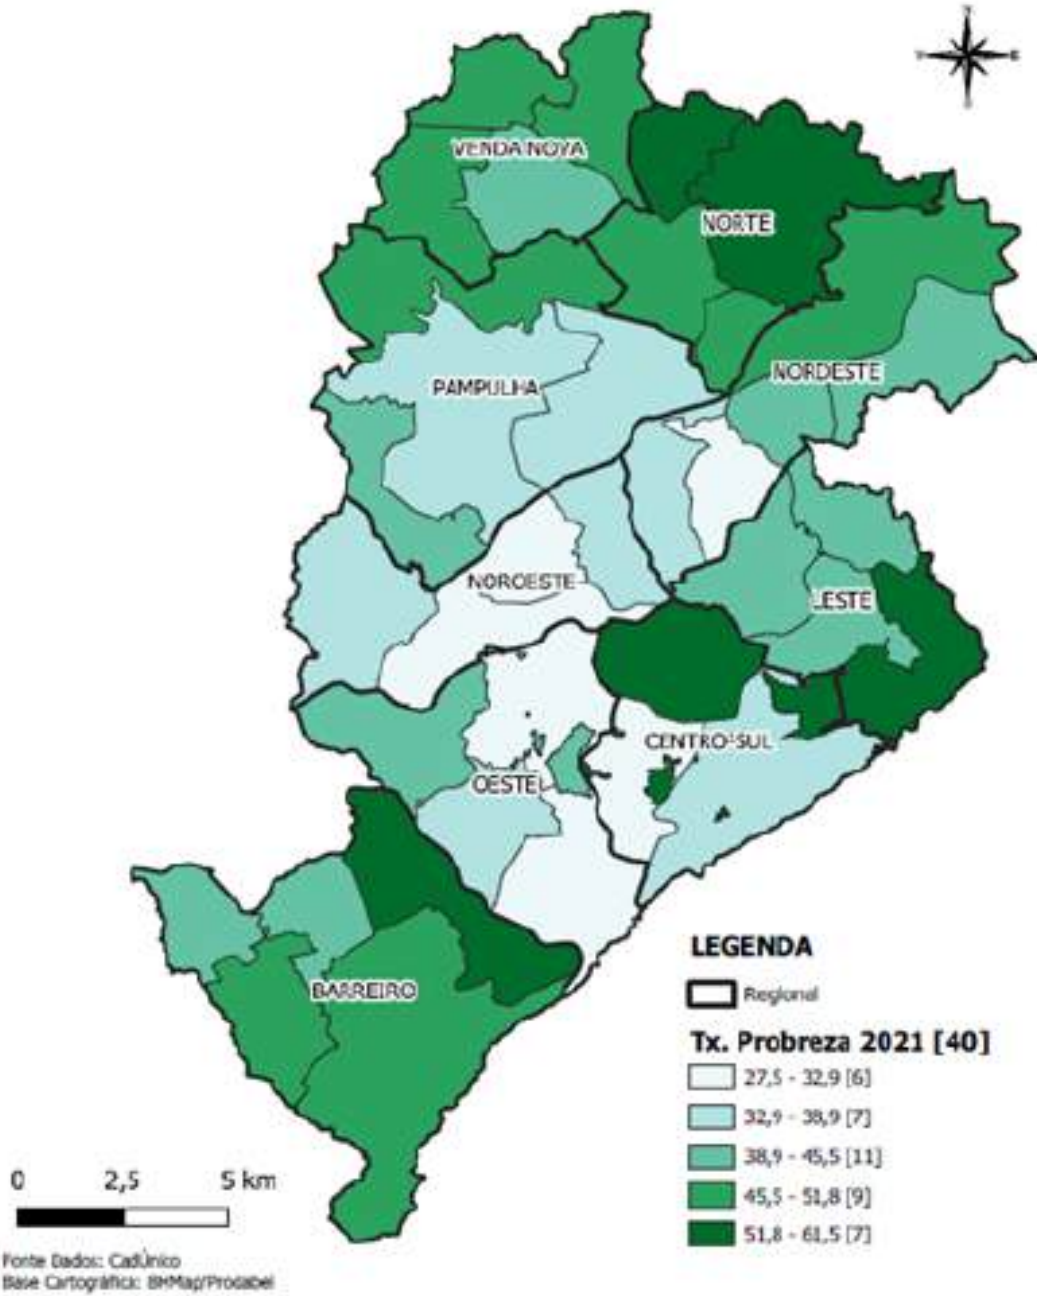 VENDA NOVA
NORTE
NORDESTE
PAMPULHA
NOROESTE
LESTE
CENTRO-SUL
OESTE
BARREIRO
LEGENDA
Regional
Tx. Probreza 2021 [40]
27,5 - 32,9 [6]
32,9 - 38,9 [7]
38,9 - 45,5 [11]
45,5 - 51,8 [9]
51,8 - 61,5 [7]
0 2,5 5 km
Fonte Dados: CadÚnico
Base Cartográfica: BHMap/Prodabel